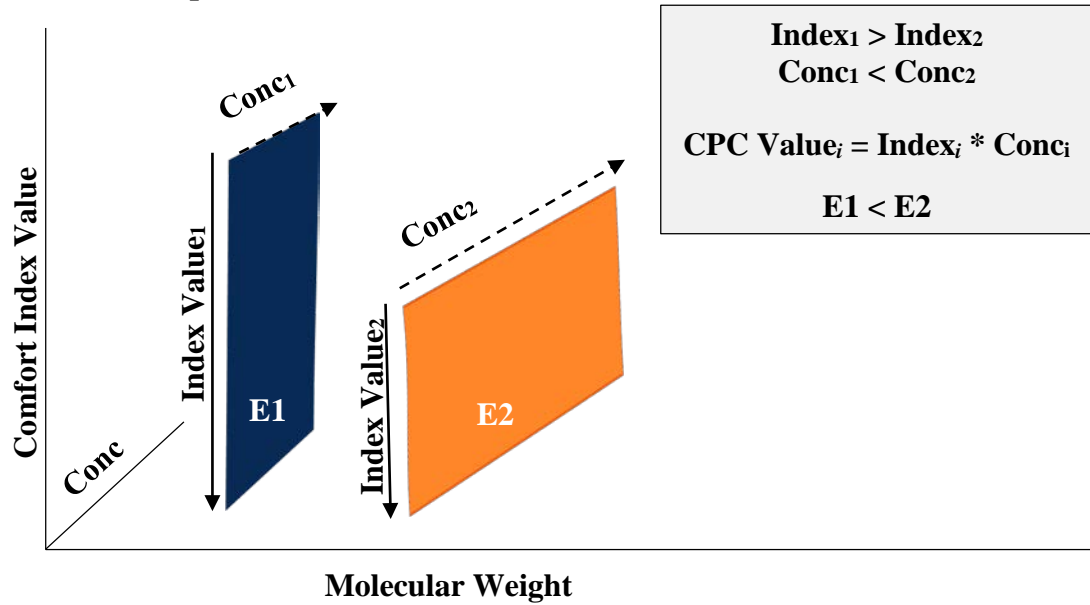 Index₁ > Index₂
Conc₁ < Conc₂
CPC Valueᵢ = Indexᵢ * Concᵢ
E1 < E2
Conc₁
Conc₂
Comfort Index Value
Index Value₁
Index Value₂
E1
E2
Conc
Molecular Weight